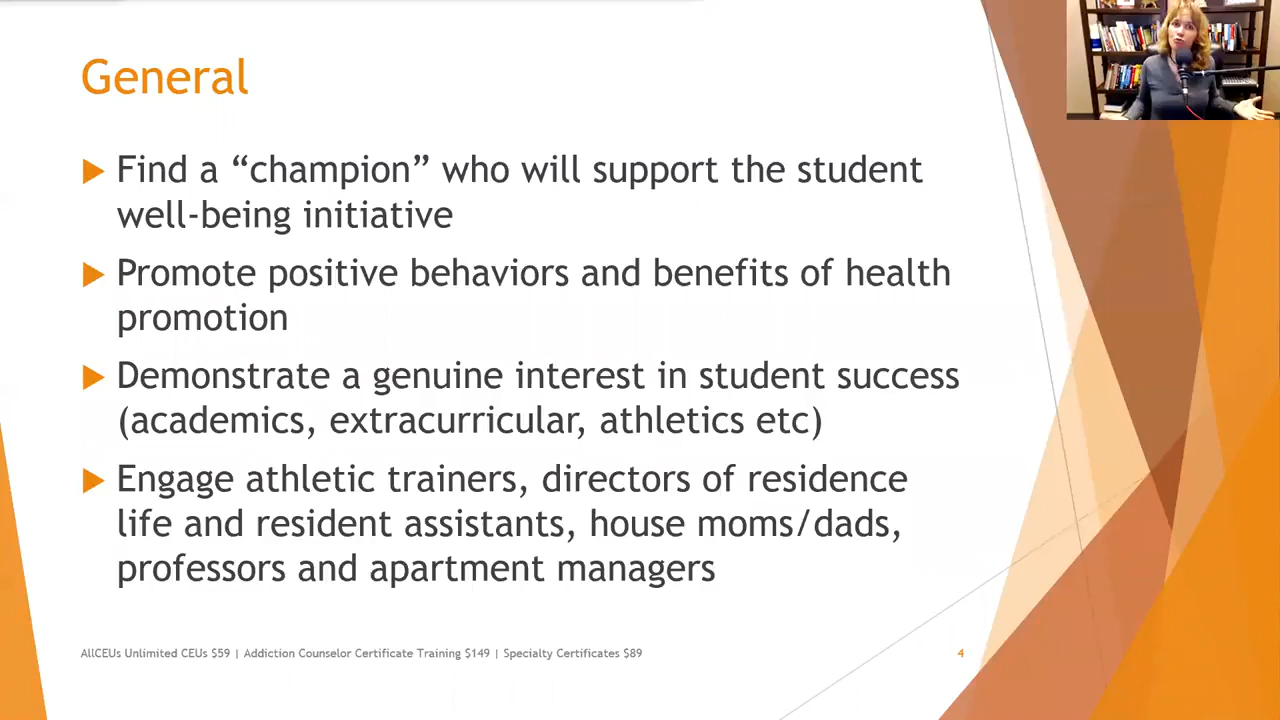 General
Find a “champion” who will support the student
well-being initiative
Promote positive behaviors and benefits of health
promotion
Demonstrate a genuine interest in student success
(academics, extracurricular, athletics etc)
Engage athletic trainers, directors of residence
life and resident assistants, house moms/dads,
professors and apartment managers
AllCEUs Unlimited CEUs $59 | Addiction Counselor Certificate Training $149 | Specialty Certificates $89
4